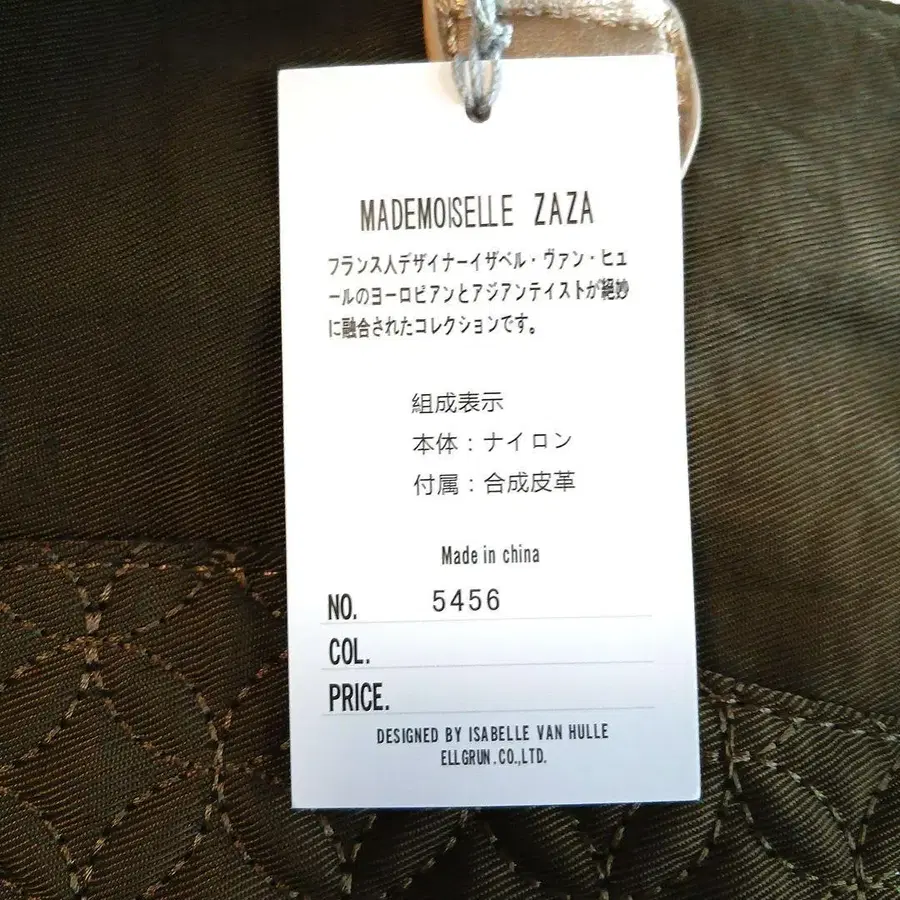 MADEMOISELLE ZAZA
フランス人デザイナーイザベル・ヴァン・ヒュ
ールのヨーロピアンとアジアンテイストが絶妙
に融合されたコレクションです。
組成表示
本体：ナイロン
付属：合成皮革
Made in china
NO. 5456
COL.
PRICE.
DESIGNED BY ISABELLE VAN HULLE
ELLGRUN.CO.,LTD.